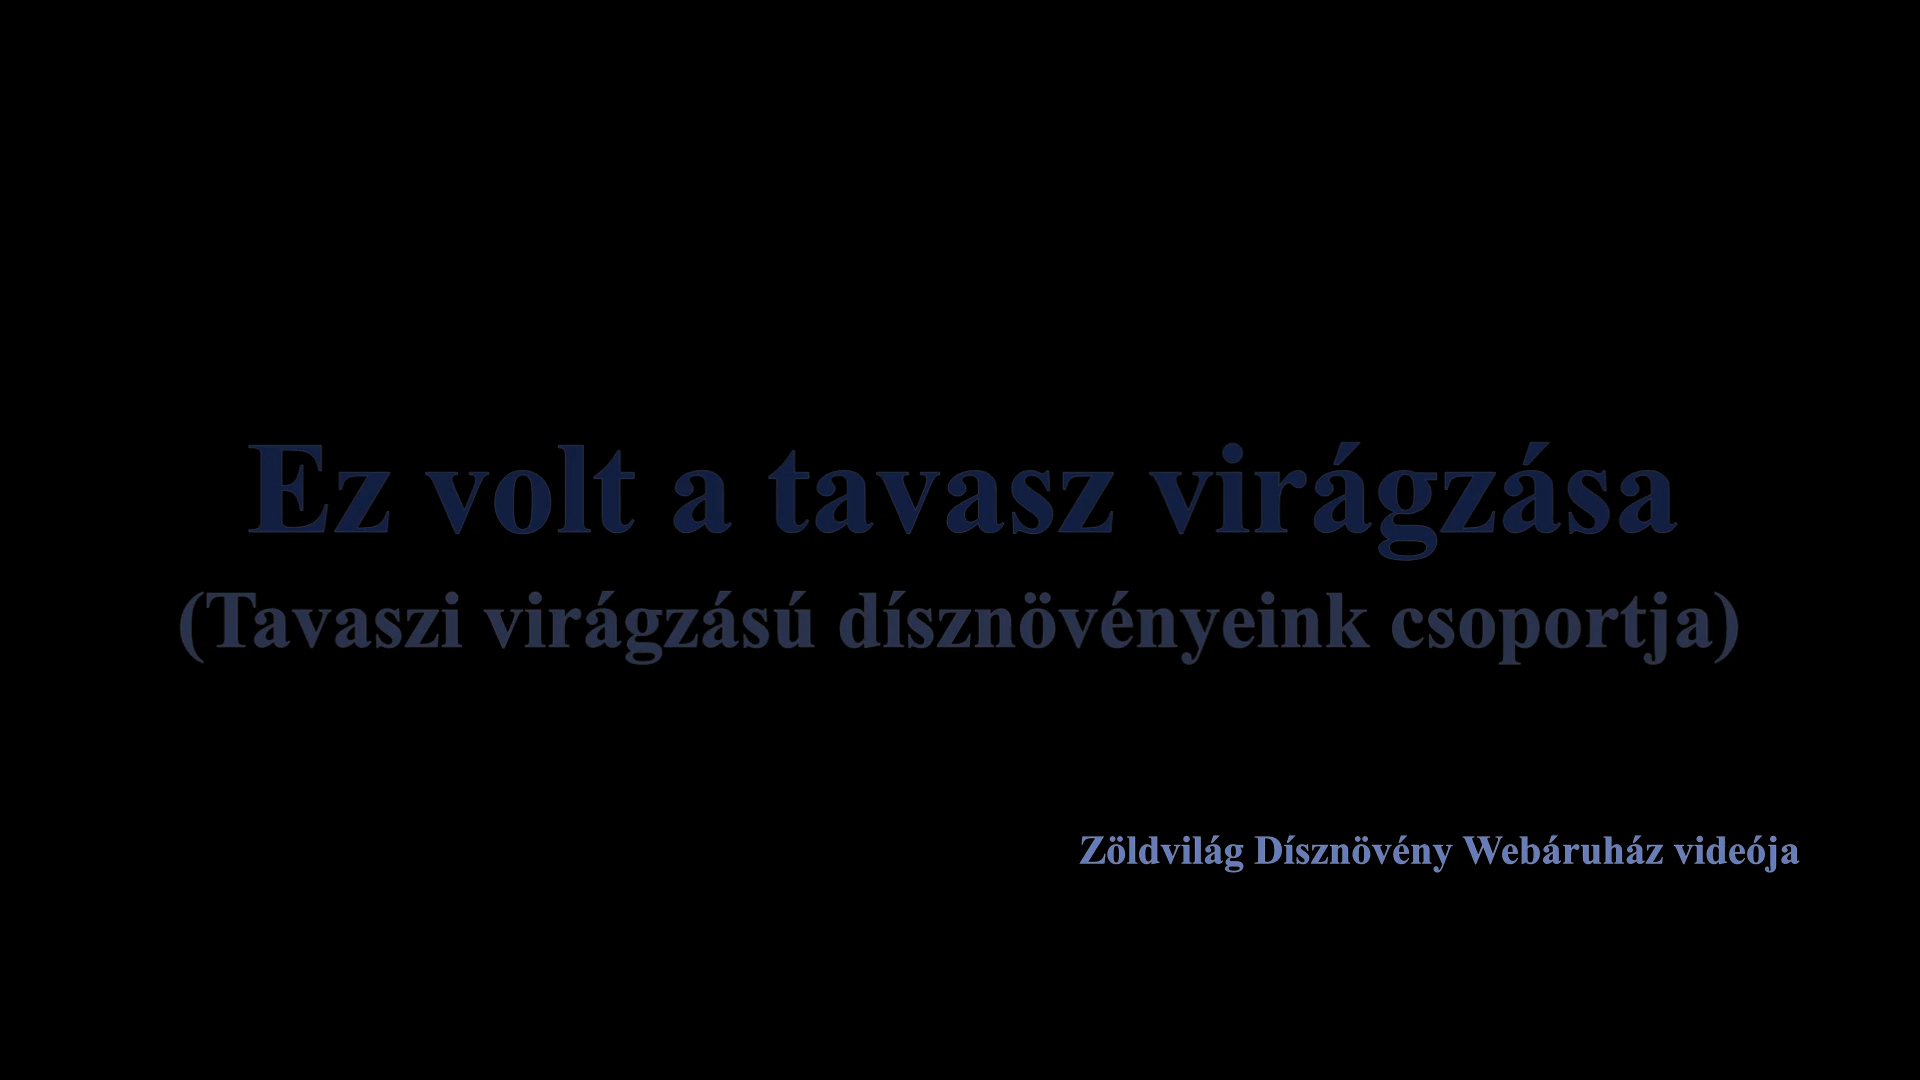 Ez volt a tavasz virágzása
(Tavaszi virágzású dísznövényeink csoportja)
Zöldvilág Dísznövény Webáruház videója